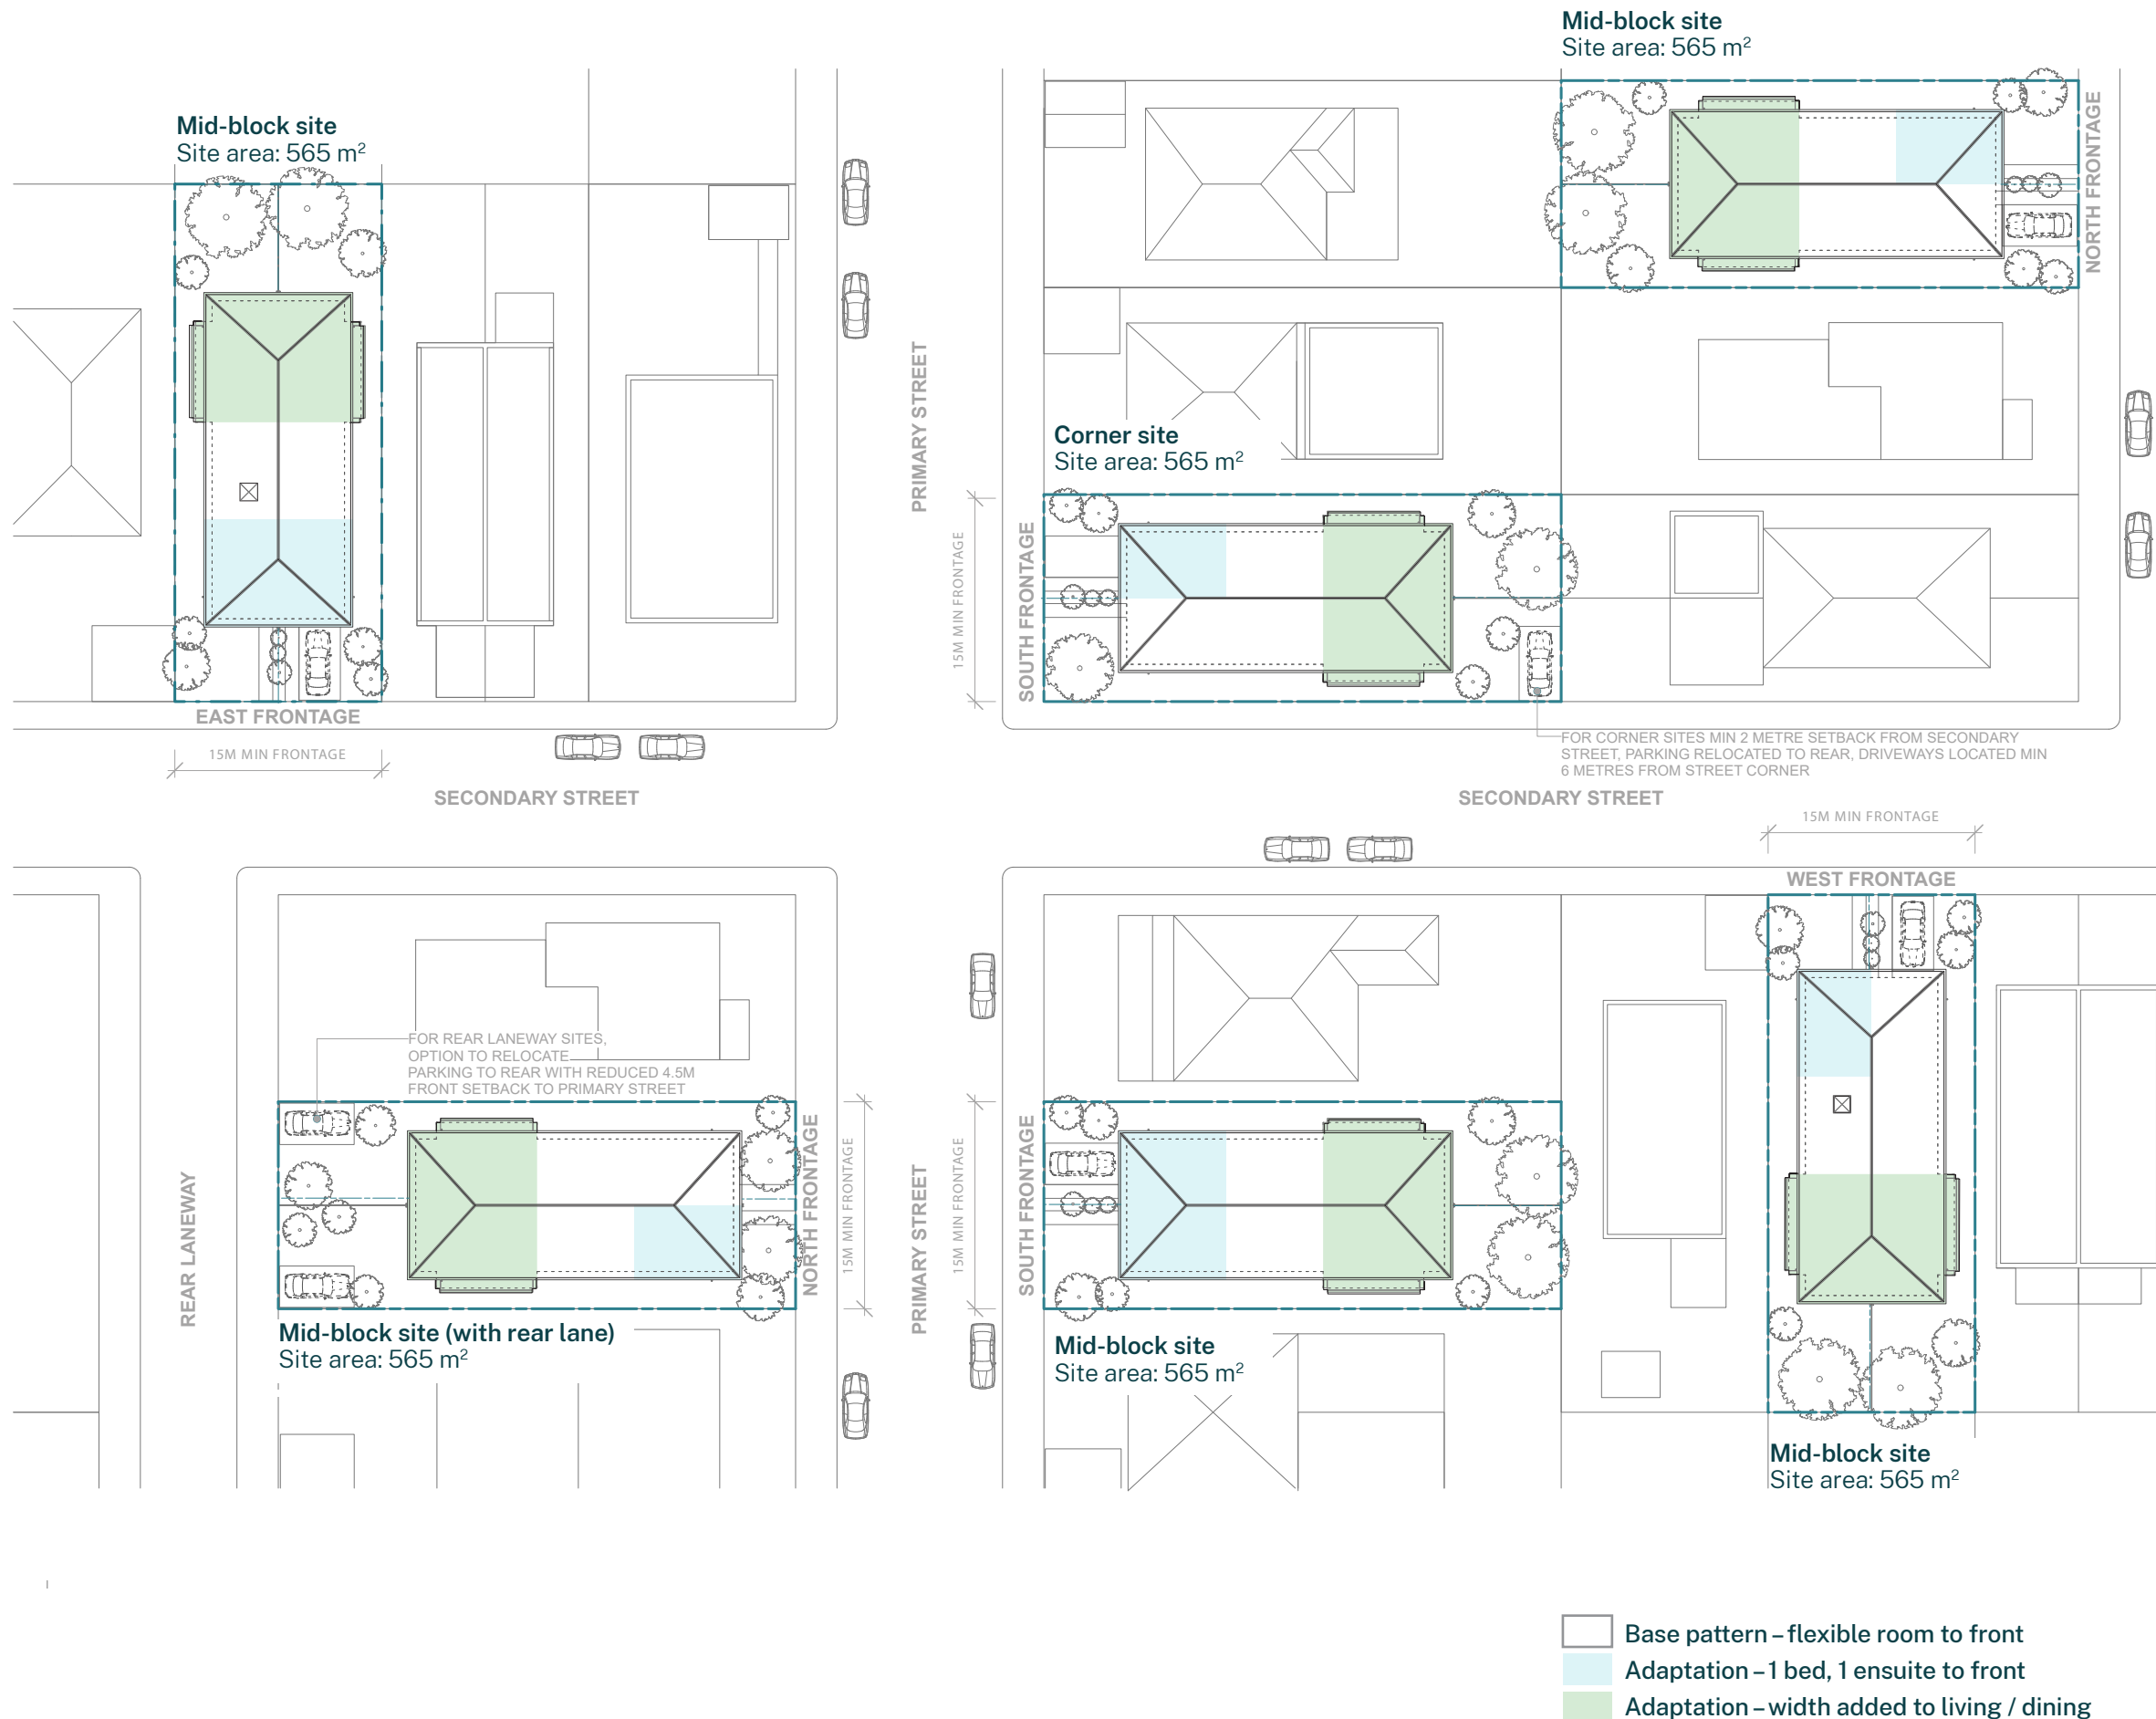 Mid-block site
Site area: 565 m²
NORTH FRONTAGE
Mid-block site
Site area: 565 m²
EAST FRONTAGE
15M MIN FRONTAGE
SECONDARY STREET
PRIMARY STREET
Corner site
Site area: 565 m²
15M MIN FRONTAGE
SOUTH FRONTAGE
FOR CORNER SITES MIN 2 METRE SETBACK FROM SECONDARY
STREET, PARKING RELOCATED TO REAR, DRIVEWAYS LOCATED MIN
6 METRES FROM STREET CORNER
SECONDARY STREET
15M MIN FRONTAGE
WEST FRONTAGE
FOR REAR LANEWAY SITES,
OPTION TO RELOCATE
PARKING TO REAR WITH REDUCED 4.5M
FRONT SETBACK TO PRIMARY STREET
REAR LANEWAY
NORTH FRONTAGE
15M MIN FRONTAGE
Mid-block site (with rear lane)
Site area: 565 m²
PRIMARY STREET
15M MIN FRONTAGE
SOUTH FRONTAGE
Mid-block site
Site area: 565 m²
Mid-block site
Site area: 565 m²
Base pattern – flexible room to front
Adaptation – 1 bed, 1 ensuite to front
Adaptation – width added to living / dining